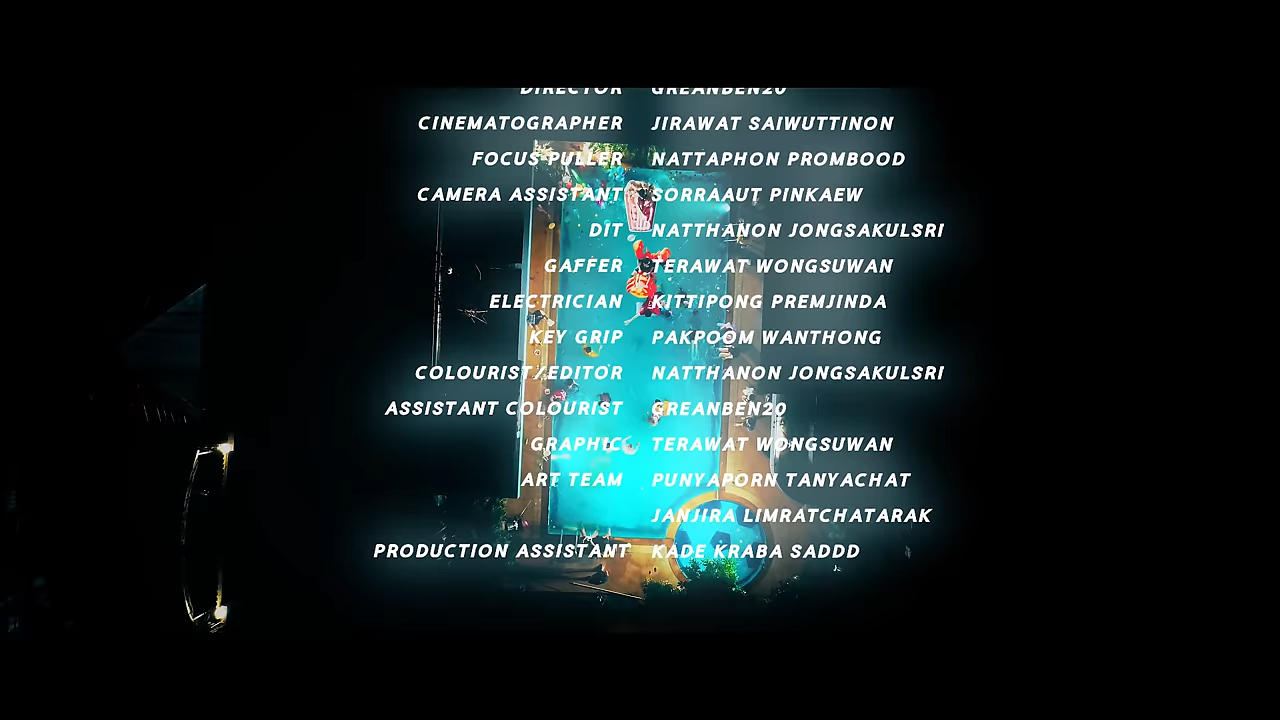 DIRECTOR GREANBEN20
CINEMATOGRAPHER JIRAWAT SAIWUTTINON
FOCUS PULLER NATTAPHON PROMBOOD
CAMERA ASSISTANT SORRAAUT PINKAEW
DIT NATTHANON JONGSAKULSRI
GAFFER TERAWAT WONGSUWAN
ELECTRICIAN KITTIPONG PREMJINDA
KEY GRIP PAKPOOM WANTHONG
COLOURIST/EDITOR NATTHANON JONGSAKULSRI
ASSISTANT COLOURIST GREANBEN20
GRAPHIC TERAWAT WONGSUWAN
ART TEAM PUNYAPORN TANYACHAT
JANJIRA LIMRATCHATARAK
PRODUCTION ASSISTANT KADE KRABA SADDD